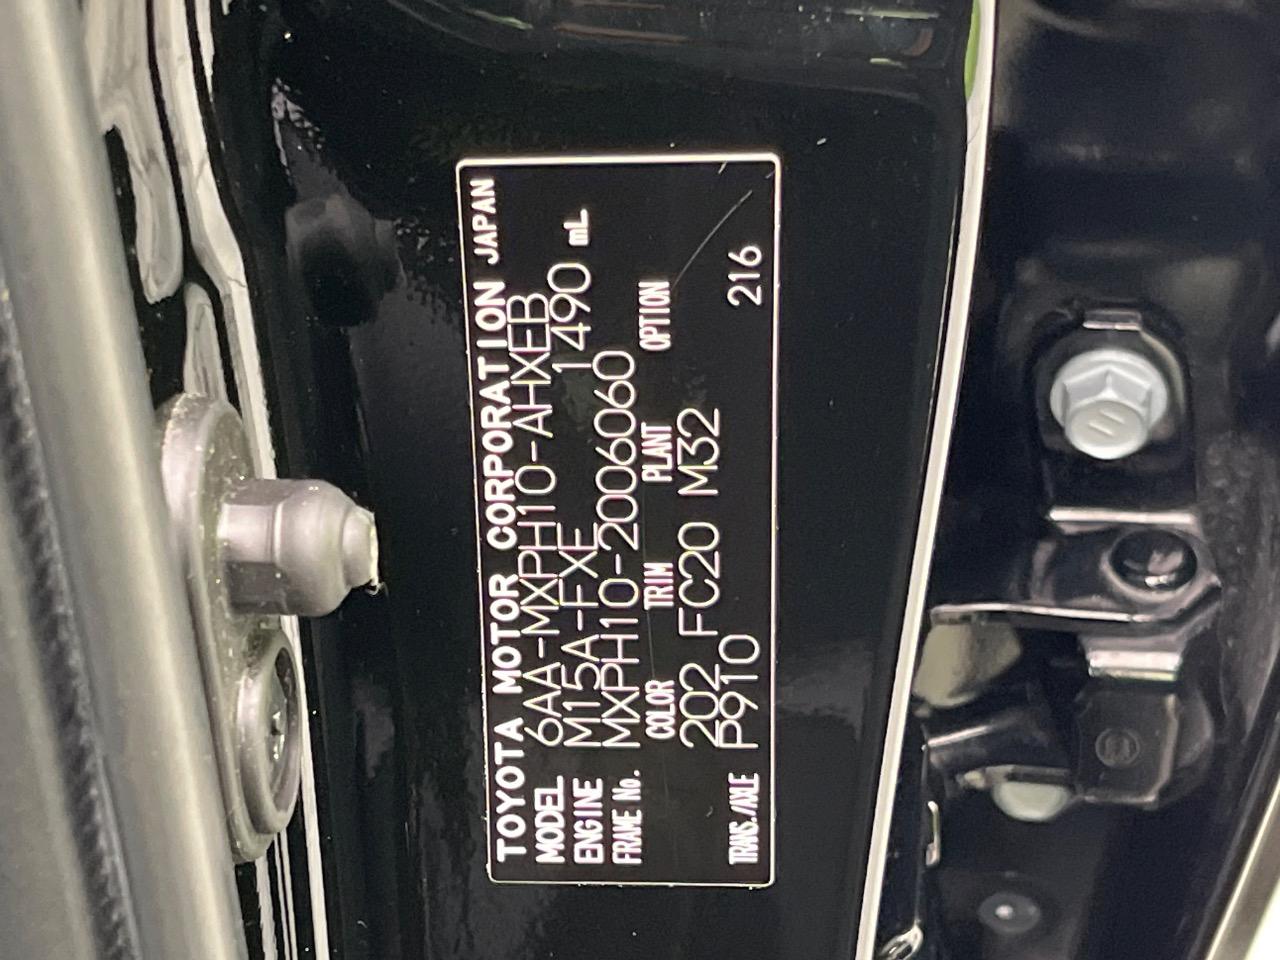 TOYOTA MOTOR CORPORATION JAPAN
MODEL 6AA-MXPH10-AHXEB
ENGINE M15A-FXE 1490 mL
FRAME No. MXPH10-2006060
COLOR TRIM PLANT OPTION
202 FC20 M32
TRANS./AXLE P910 216